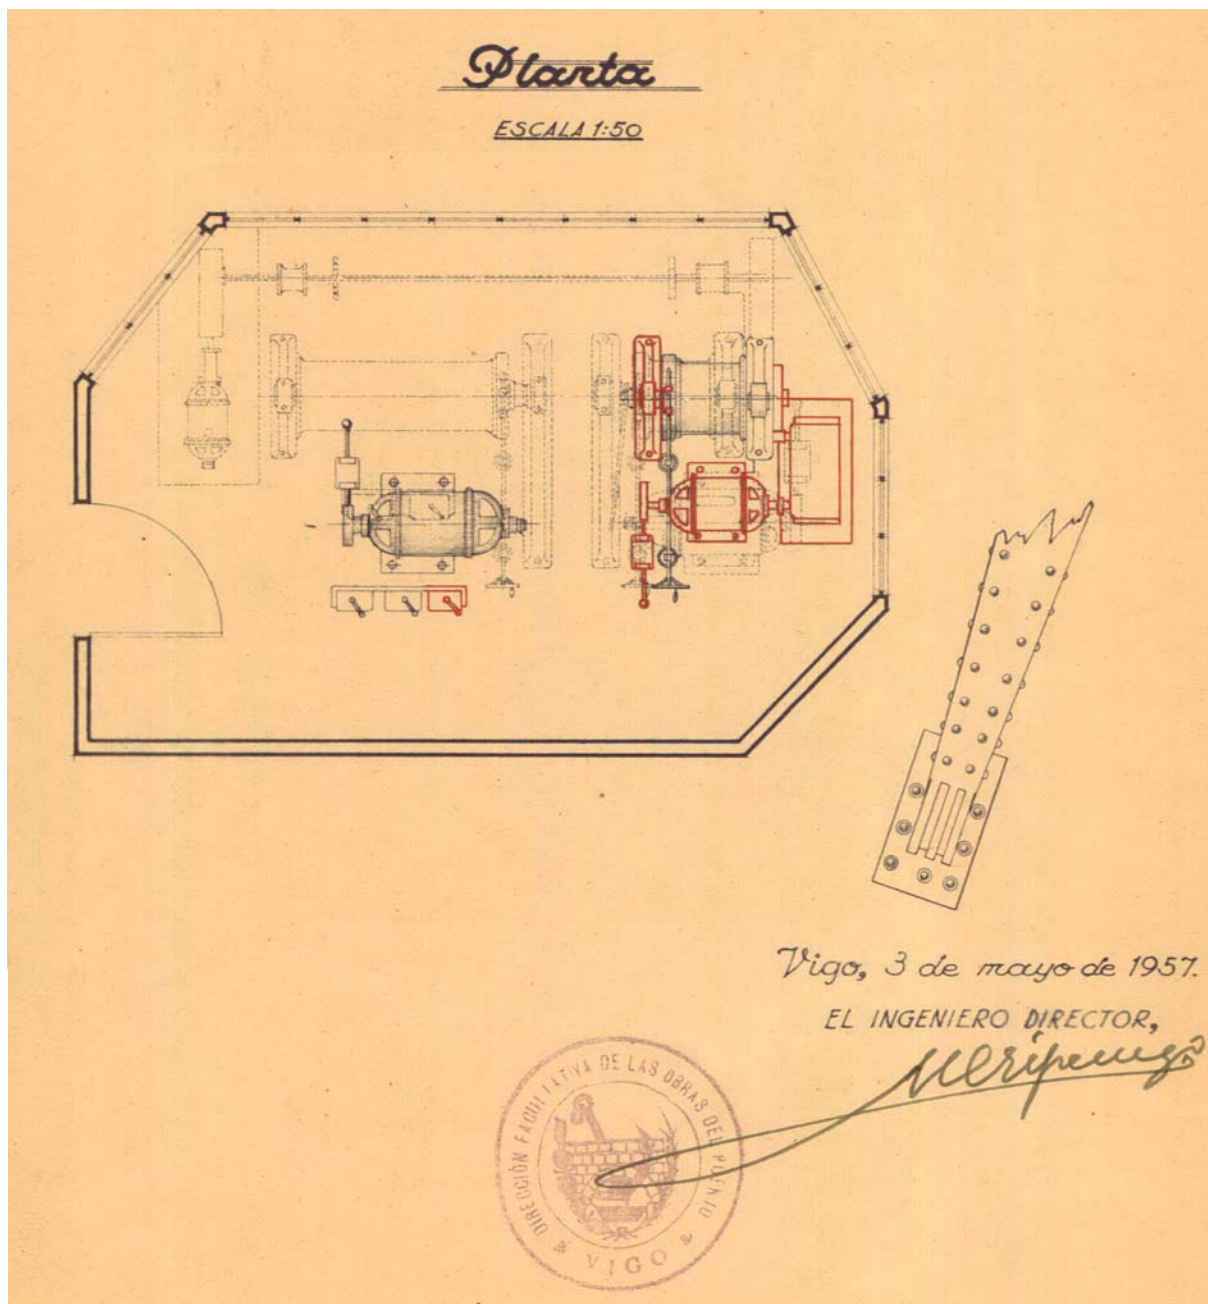 Planta
ESCALA 1:50
Vigo, 3 de mayo de 1957.
EL INGENIERO DIRECTOR,
DIRECCIÓN FACULTATIVA DE LAS OBRAS DEL PUERTO
* VIGO *